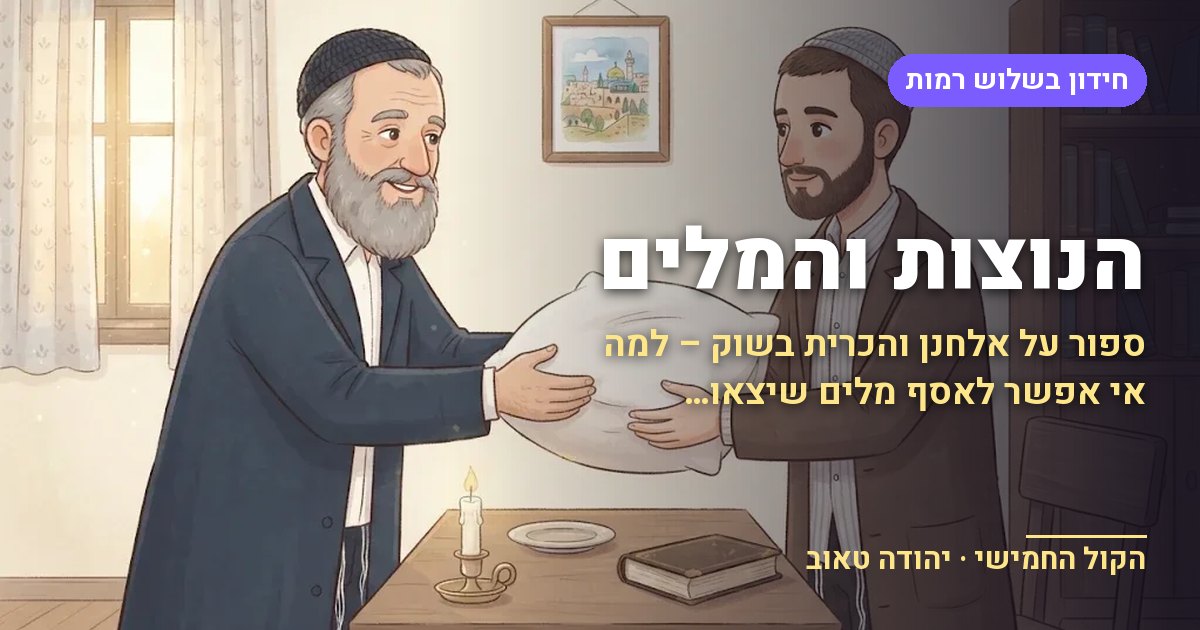 חידון בשלוש רמות
הנוצות והמלים
ספור על אלחנן והכרית בשוק – למה
אי אפשר לאסף מלים שיצאו...
הקול החמישי · יהודה טאוב